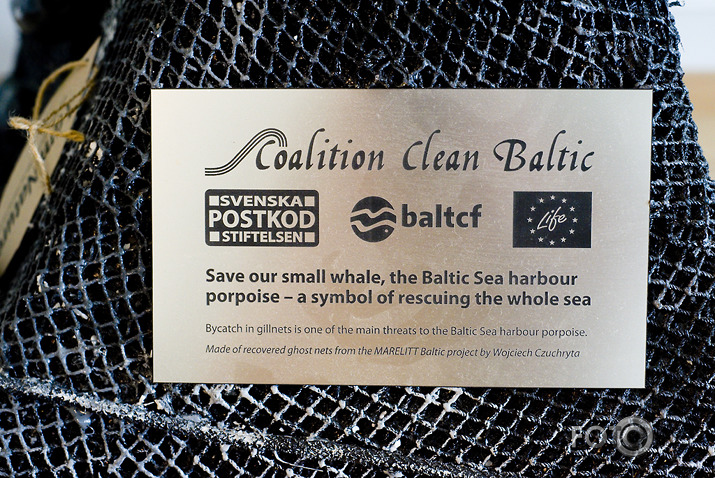 Coalition Clean Baltic
SVENSKA
POSTKOD
STIFTELSEN
baltcf
Life
Save our small whale, the Baltic Sea harbour
porpoise – a symbol of rescuing the whole sea
Bycatch in gillnets is one of the main threats to the Baltic Sea harbour porpoise.
Made of recovered ghost nets from the MARELITT Baltic project by Wojciech Czuchryta
FOTO